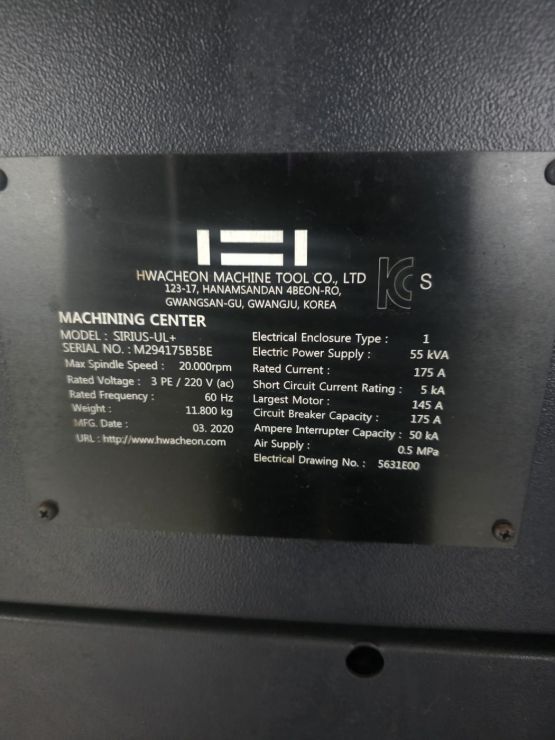 HWACHEON MACHINE TOOL CO., LTD
123-17, HANAMSANDAN 4BEON-RO,
GWANGSAN-GU, GWANGJU, KOREA
KC S
MACHINING CENTER
MODEL : SIRIUS-UL+
SERIAL NO. : M294175B5BE
Max Spindle Speed : 20.000rpm
Rated Voltage : 3 PE / 220 V (ac)
Rated Frequency : 60 Hz
Weight : 11.800 kg
MFG. Date : 03. 2020
URL : http://www.hwacheon.com
Electrical Enclosure Type : 1
Electric Power Supply : 55 kVA
Rated Current : 175 A
Short Circuit Current Rating : 5 kA
Largest Motor : 145 A
Circuit Breaker Capacity : 175 A
Ampere Interrupter Capacity : 50 kA
Air Supply : 0.5 MPa
Electrical Drawing No. : 5631E00